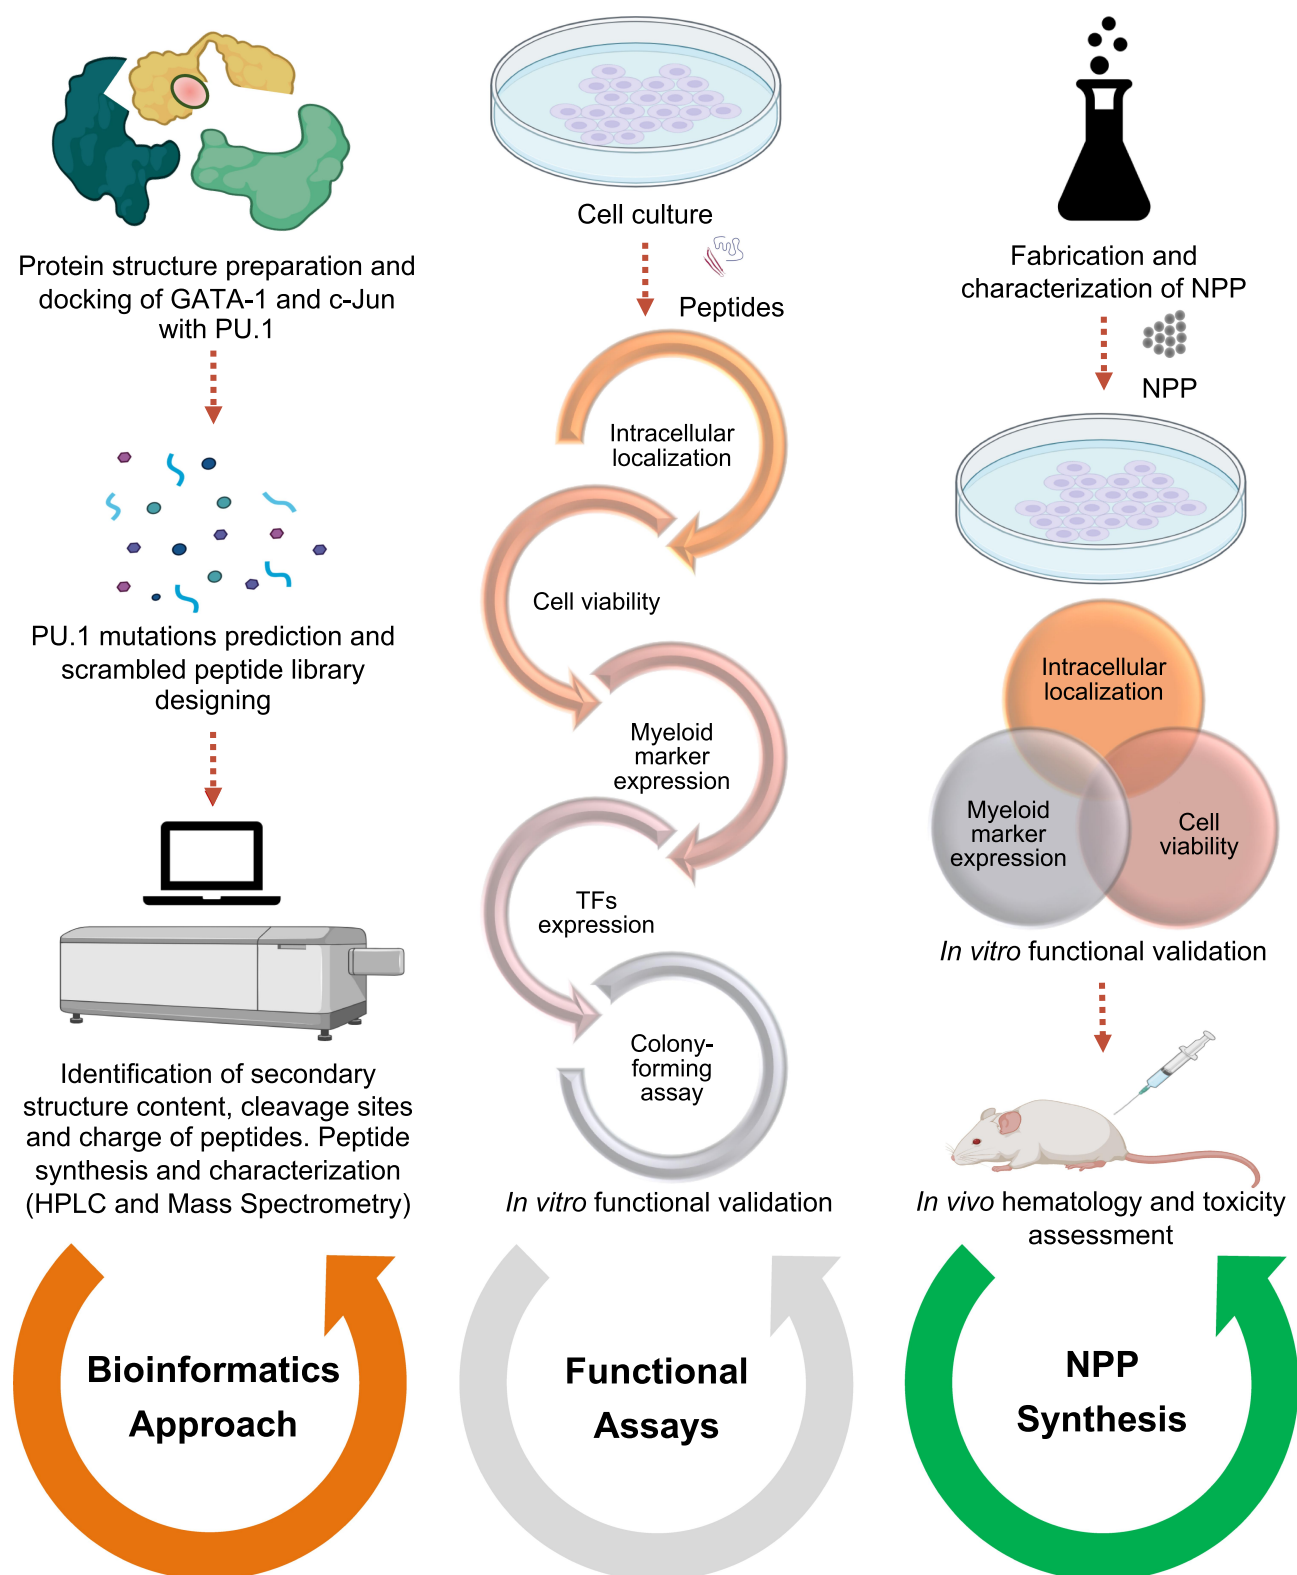 Protein structure preparation and
docking of GATA-1 and c-Jun
with PU.1
PU.1 mutations prediction and
scrambled peptide library
designing
Identification of secondary
structure content, cleavage sites
and charge of peptides. Peptide
synthesis and characterization
(HPLC and Mass Spectrometry)
Bioinformatics
Approach
Cell culture
Peptides
Intracellular
localization
Cell viability
Myeloid
marker
expression
TFs
expression
Colony-
forming
assay
In vitro functional validation
Functional
Assays
Fabrication and
characterization of NPP
NPP
Intracellular
localization
Myeloid
marker
expression
Cell
viability
In vitro functional validation
In vivo hematology and toxicity
assessment
NPP
Synthesis